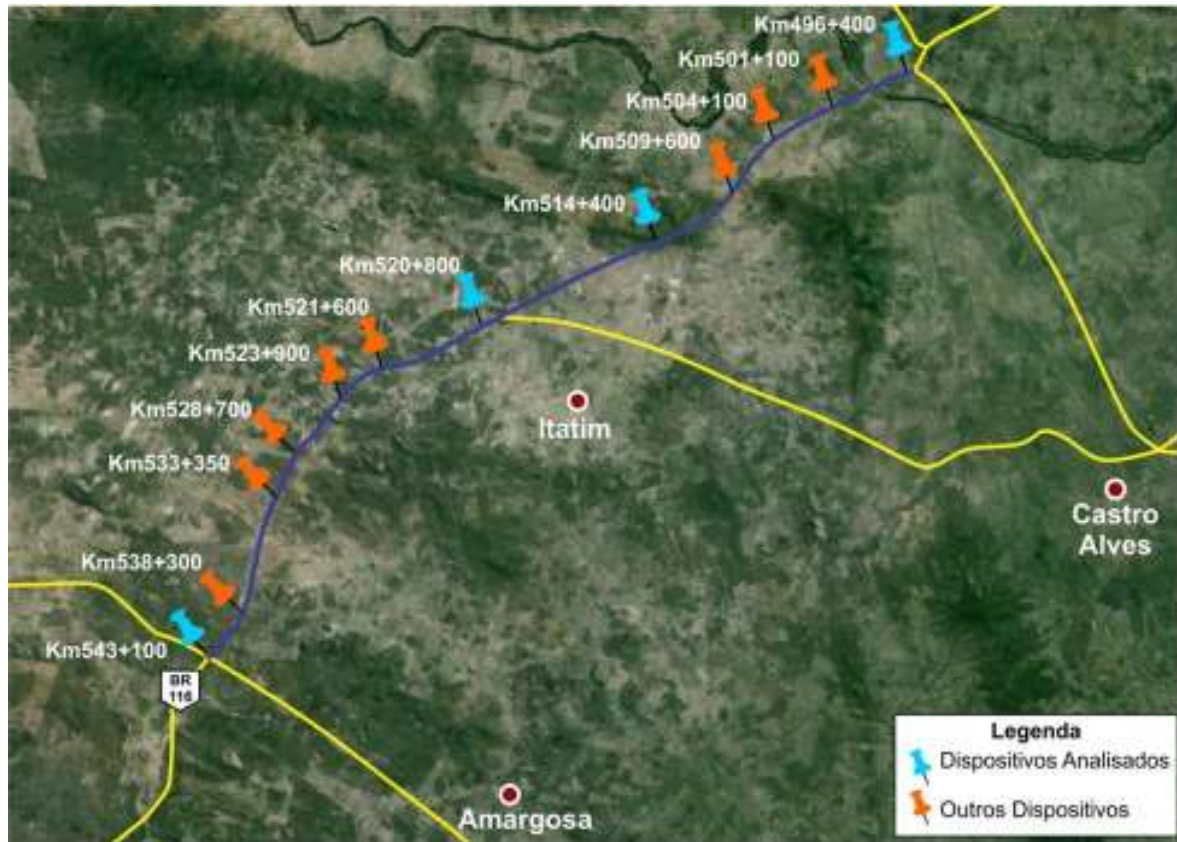 Km496+400
Km501+100
Km504+100
Km509+600
Km514+400
Km520+800
Km521+600
Km523+900
Km528+700
Km533+350
Km538+300
Km543+100
BR
116
Itatim
Castro
Alves
Amargosa
Legenda
Dispositivos Analisados
Outros Dispositivos